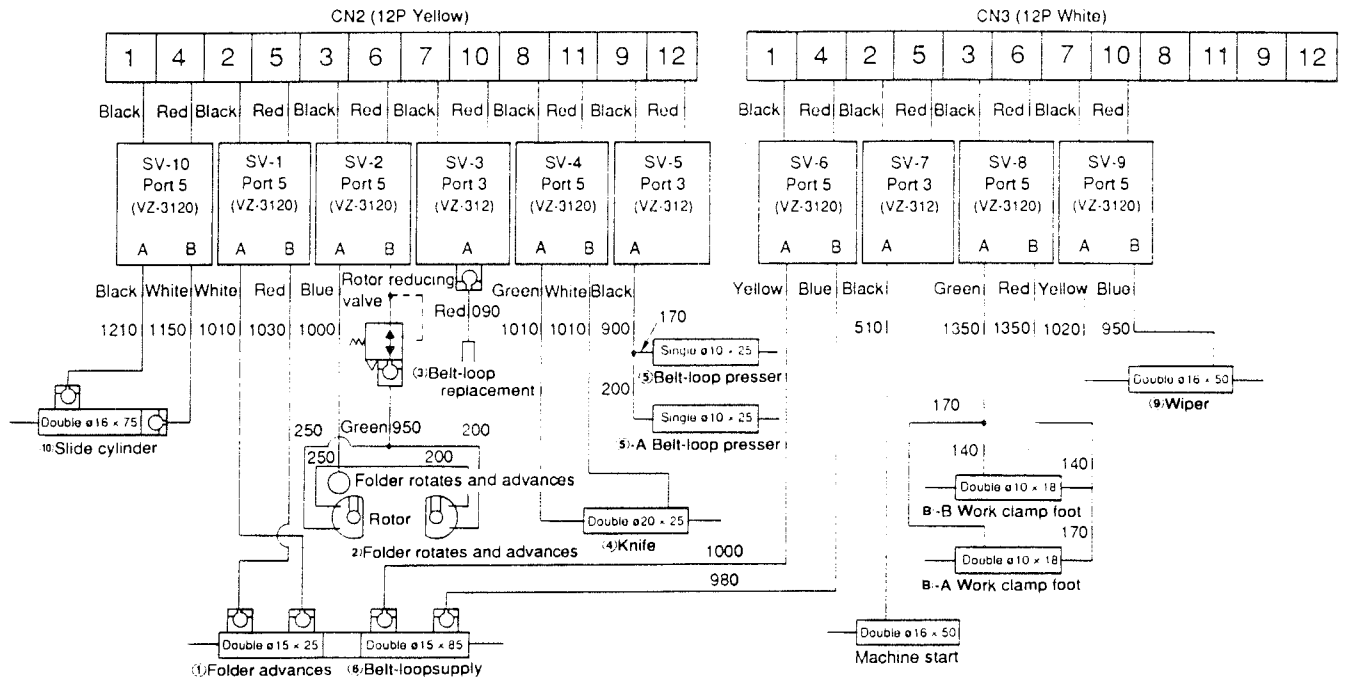 CN2 (12P Yellow) CN3 (12P White)
1 4 2 5 3 6 7 10 8 11 9 12 1 4 2 5 3 6 7 10 8 11 9 12
Black Red Black Red Black Red Black Red Black Red Black Red Black Red Black Red Black Red Black Red
SV-10 SV-1 SV-2 SV-3 SV-4 SV-5 SV-6 SV-7 SV-8 SV-9
Port 5 Port 5 Port 5 Port 3 Port 5 Port 3 Port 5 Port 3 Port 5 Port 5
(VZ-3120) (VZ-3120) (VZ-3120) (VZ-312) (VZ-3120) (VZ-312) (VZ-3120) (VZ-312) (VZ-3120) (VZ-3120)
A B A B A B A A B A A B A A B A B
Black White White Red Blue Rotor reducing valve Green White Black Yellow Blue Black Green Red Yellow Blue
1210 1150 1010 1030 1000 Red 090 1010 1010 900 170 510 1350 1350 1020 950
Single ø10 × 25
(3)Belt-loop replacement
(5)Belt-loop presser
200
Double ø16 × 50
(9)Wiper
Double ø16 × 75
(10)Slide cylinder
250 Green 950 200
Single ø10 × 25
(5)-A Belt-loop presser
170
250 200
Folder rotates and advances
140 140
Double ø10 × 18
B-B Work clamp foot
Rotor
2)Folder rotates and advances
Double ø20 × 25
(4)Knife
170
1000
Double ø10 × 18
B-A Work clamp foot
980
Double ø15 × 25 Double ø15 × 85
①Folder advances (6)Belt-loopsupply
Double ø16 × 50
Machine start